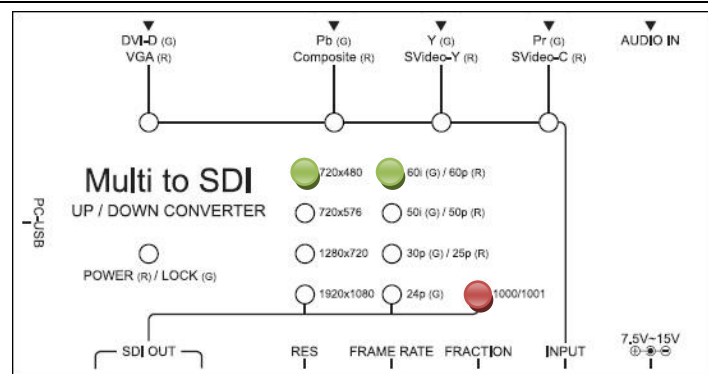 DVI-D (G)
VGA (R)
Pb (G)
Composite (R)
Y (G)
SVideo-Y (R)
Pr (G)
SVideo-C (R)
AUDIO IN
Multi to SDI
UP / DOWN CONVERTER
PC-USB
POWER (R) / LOCK (G)
720x480
60i (G) / 60p (R)
720x576
50i (G) / 50p (R)
1280x720
30p (G) / 25p (R)
1920x1080
24p (G)
1000/1001
SDI OUT
RES
FRAME RATE
FRACTION
INPUT
7.5V~15V